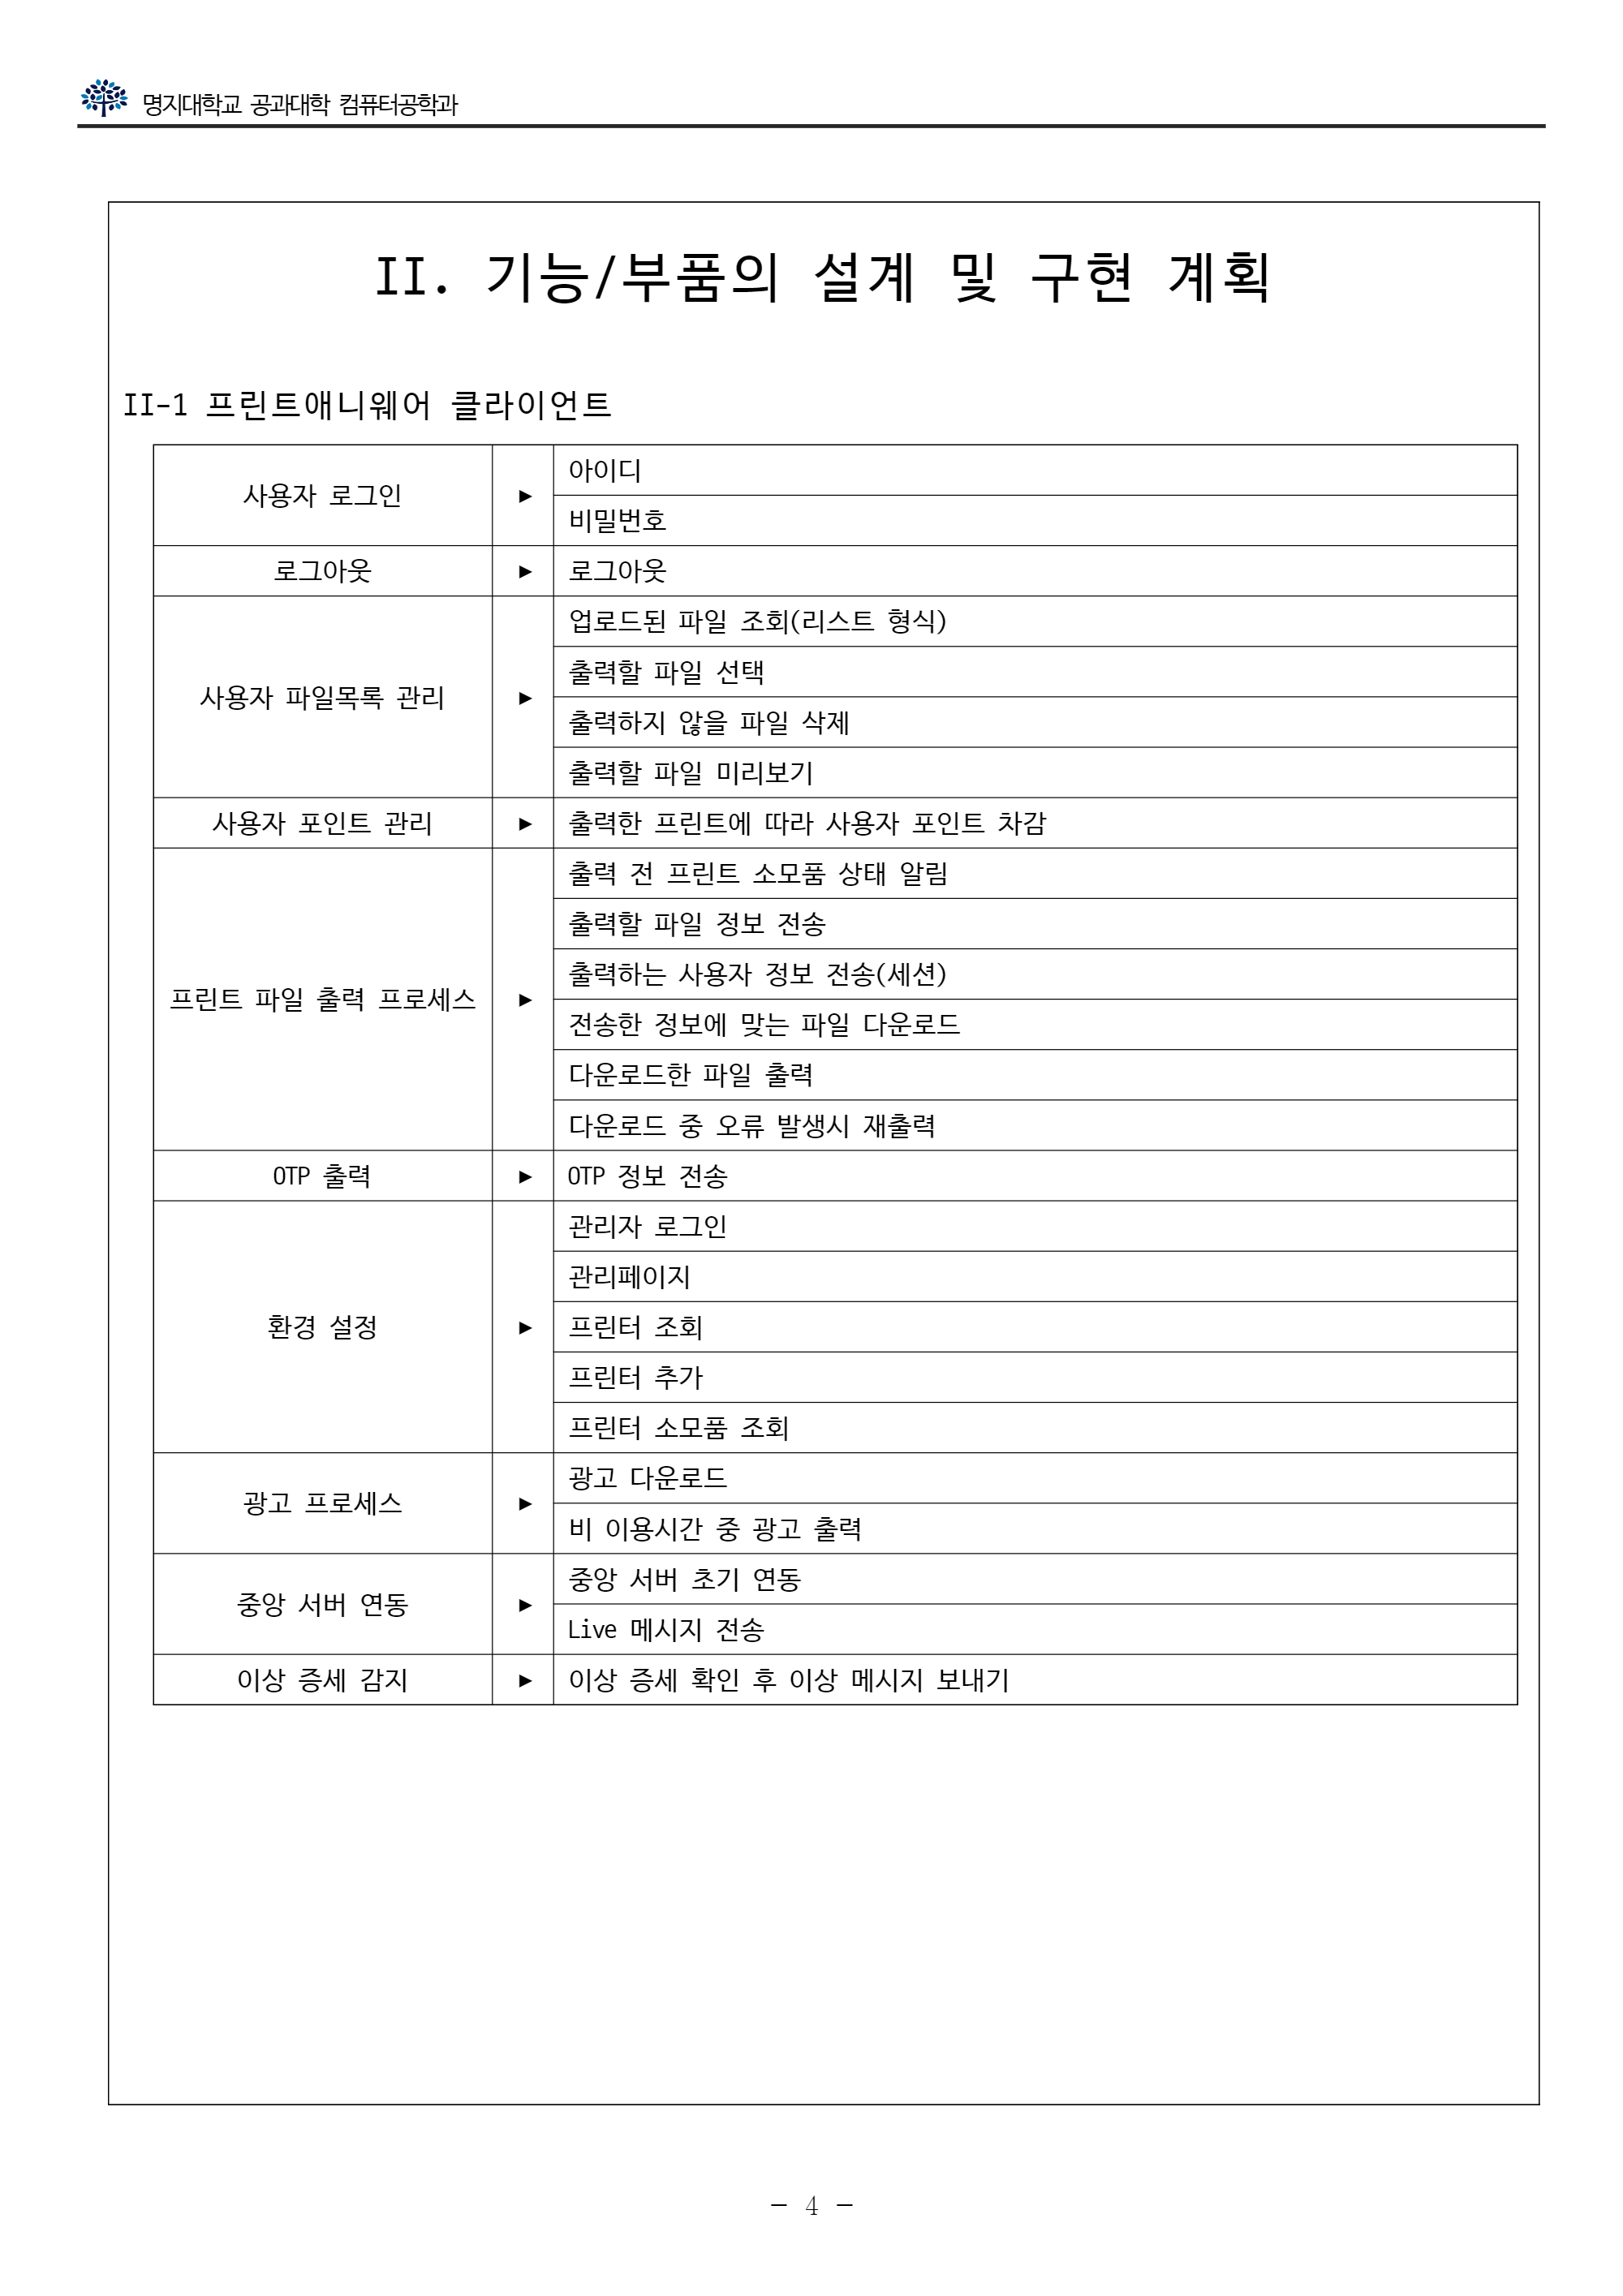 명지대학교 공과대학 컴퓨터공학과
II. 기능/부품의 설계 및 구현 계획
II-1 프린트애니웨어 클라이언트
사용자 로그인 ▶ 아이디
비밀번호
로그아웃 ▶ 로그아웃
사용자 파일목록 관리 ▶ 업로드된 파일 조회(리스트 형식)
출력할 파일 선택
출력하지 않을 파일 삭제
출력할 파일 미리보기
사용자 포인트 관리 ▶ 출력한 프린트에 따라 사용자 포인트 차감
프린트 파일 출력 프로세스 ▶ 출력 전 프린트 소모품 상태 알림
출력할 파일 정보 전송
출력하는 사용자 정보 전송(세션)
전송한 정보에 맞는 파일 다운로드
다운로드한 파일 출력
다운로드 중 오류 발생시 재출력
OTP 출력 ▶ OTP 정보 전송
환경 설정 ▶ 관리자 로그인
관리페이지
프린터 조회
프린터 추가
프린터 소모품 조회
광고 프로세스 ▶ 광고 다운로드
비 이용시간 중 광고 출력
중앙 서버 연동 ▶ 중앙 서버 초기 연동
Live 메시지 전송
이상 증세 감지 ▶ 이상 증세 확인 후 이상 메시지 보내기
- 4 -